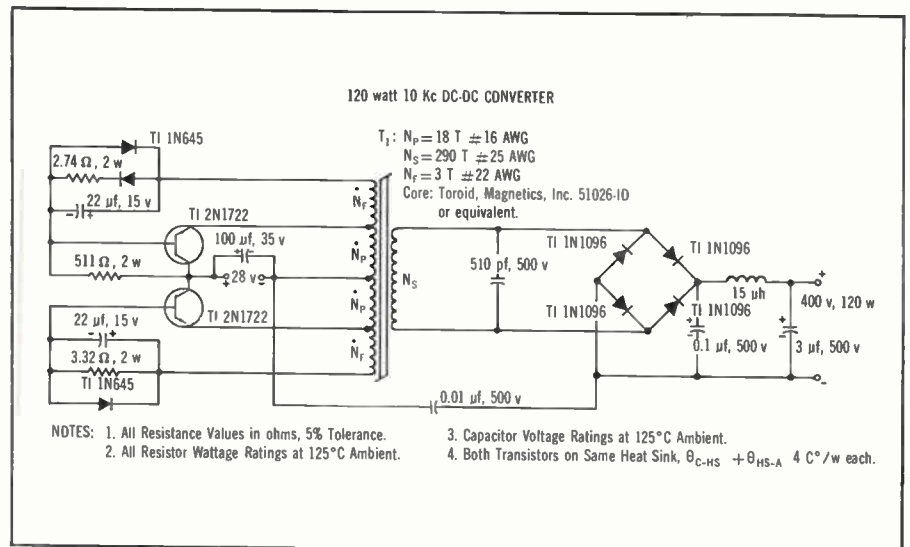 120 watt 10 Kc DC-DC CONVERTER
TI 1N645
2.74 Ω, 2 w
22 µf, 15 v
TI 2N1722
511 Ω, 2 w
100 µf, 35 v
+ 28 v -
TI 2N1722
22 µf, 15 v
3.32 Ω, 2 w
TI 1N645
T₁: N_P = 18 T #16 AWG
N_S = 290 T #25 AWG
N_F = 3 T #22 AWG
Core: Toroid, Magnetics, Inc. 51026-ID
or equivalent.
N_F
N_P
N_P
N_F
N_S
510 pf, 500 v
TI 1N1096
TI 1N1096
TI 1N1096
TI 1N1096
15 µh
400 v, 120 w
0.1 µf, 500 v
3 µf, 500 v
0.01 µf, 500 v
NOTES: 1. All Resistance Values in ohms, 5% Tolerance.
2. All Resistor Wattage Ratings at 125°C Ambient.
3. Capacitor Voltage Ratings at 125°C Ambient.
4. Both Transistors on Same Heat Sink, θ_C-HS + θ_HS-A 4 C°/w each.